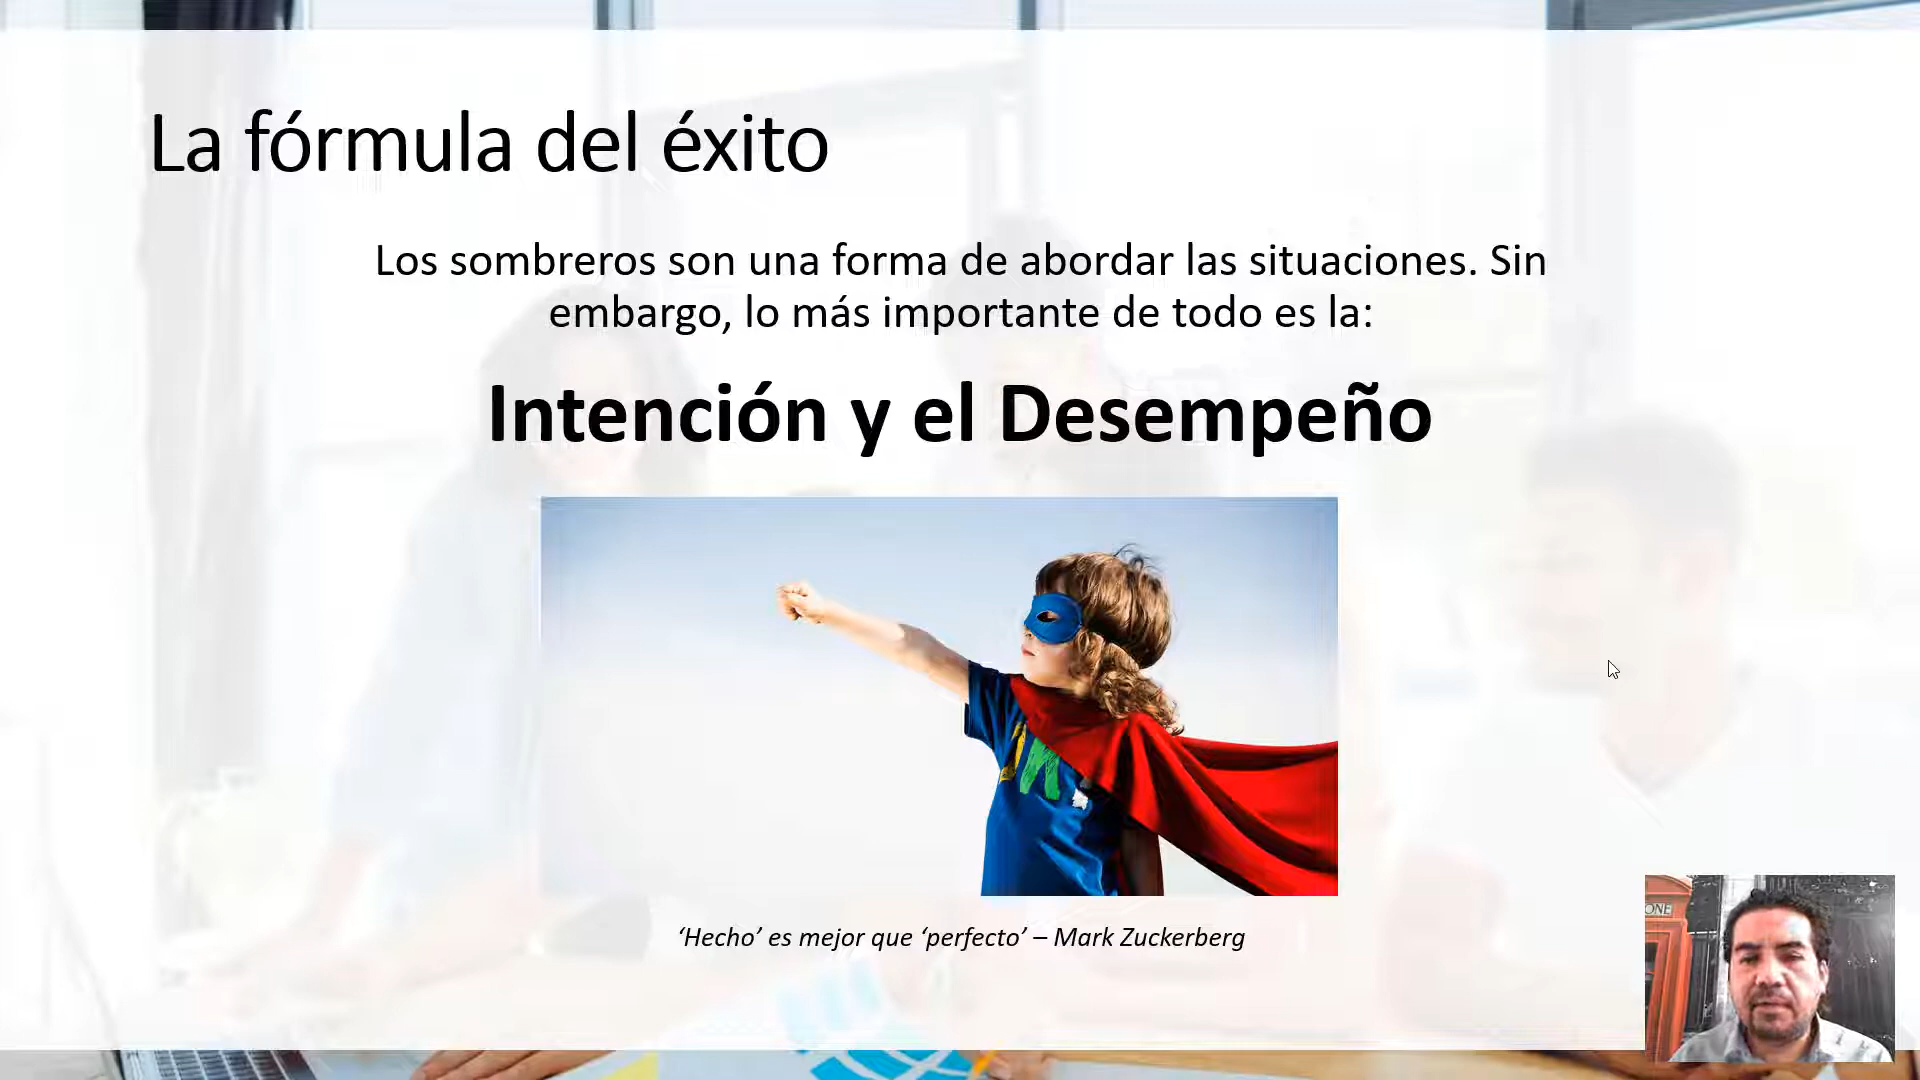 La fórmula del éxito
Los sombreros son una forma de abordar las situaciones. Sin
embargo, lo más importante de todo es la:
Intención y el Desempeño
‘Hecho’ es mejor que ‘perfecto’ – Mark Zuckerberg
ONE